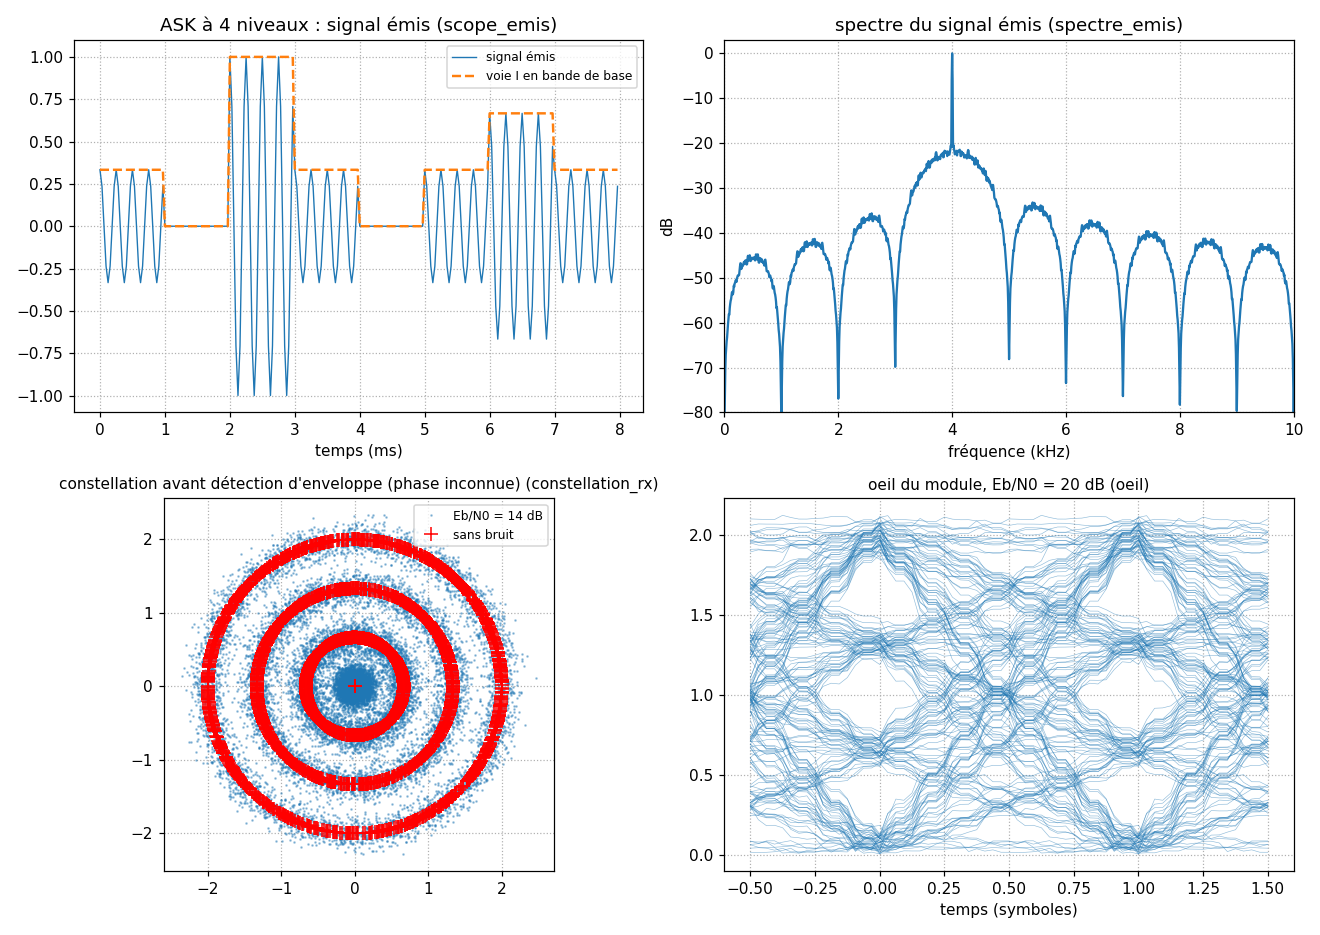 ASK à 4 niveaux : signal émis (scope_emis)
1.00
0.75
0.50
0.25
0.00
−0.25
−0.50
−0.75
−1.00
signal émis
voie I en bande de base
0 1 2 3 4 5 6 7 8
temps (ms)
spectre du signal émis (spectre_emis)
dB
0
−10
−20
−30
−40
−50
−60
−70
−80
0 2 4 6 8 10
fréquence (kHz)
constellation avant détection d'enveloppe (phase inconnue) (constellation_rx)
Eb/N0 = 14 dB
sans bruit
2
1
0
−1
−2
−2 −1 0 1 2
oeil du module, Eb/N0 = 20 dB (oeil)
2.0
1.5
1.0
0.5
0.0
−0.50 −0.25 0.00 0.25 0.50 0.75 1.00 1.25 1.50
temps (symboles)